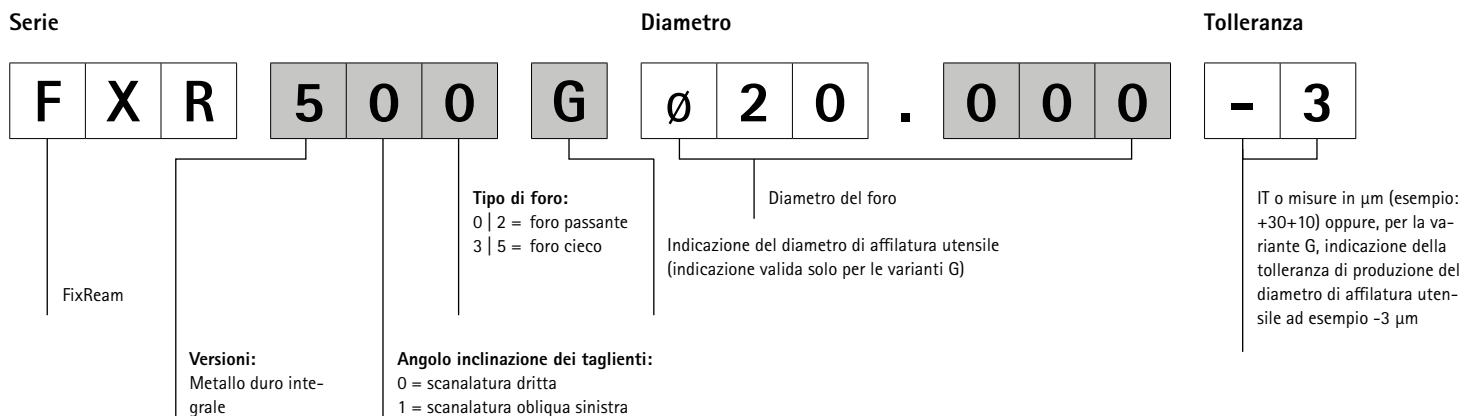 Serie
Diametro
Tolleranza
F X R 5 0 0 G ø 2 0 . 0 0 0 - 3
Tipo di foro:
0 | 2 = foro passante
3 | 5 = foro cieco
Diametro del foro
Indicazione del diametro di affilatura utensile
(indicazione valida solo per le varianti G)
IT o misure in µm (esempio:
+30+10) oppure, per la va-
riante G, indicazione della
tolleranza di produzione del
diametro di affilatura uten-
sile ad esempio -3 µm
FixReam
Versioni:
Metallo duro inte-
grale
Angolo inclinazione dei taglienti:
0 = scanalatura dritta
1 = scanalatura obliqua sinistra